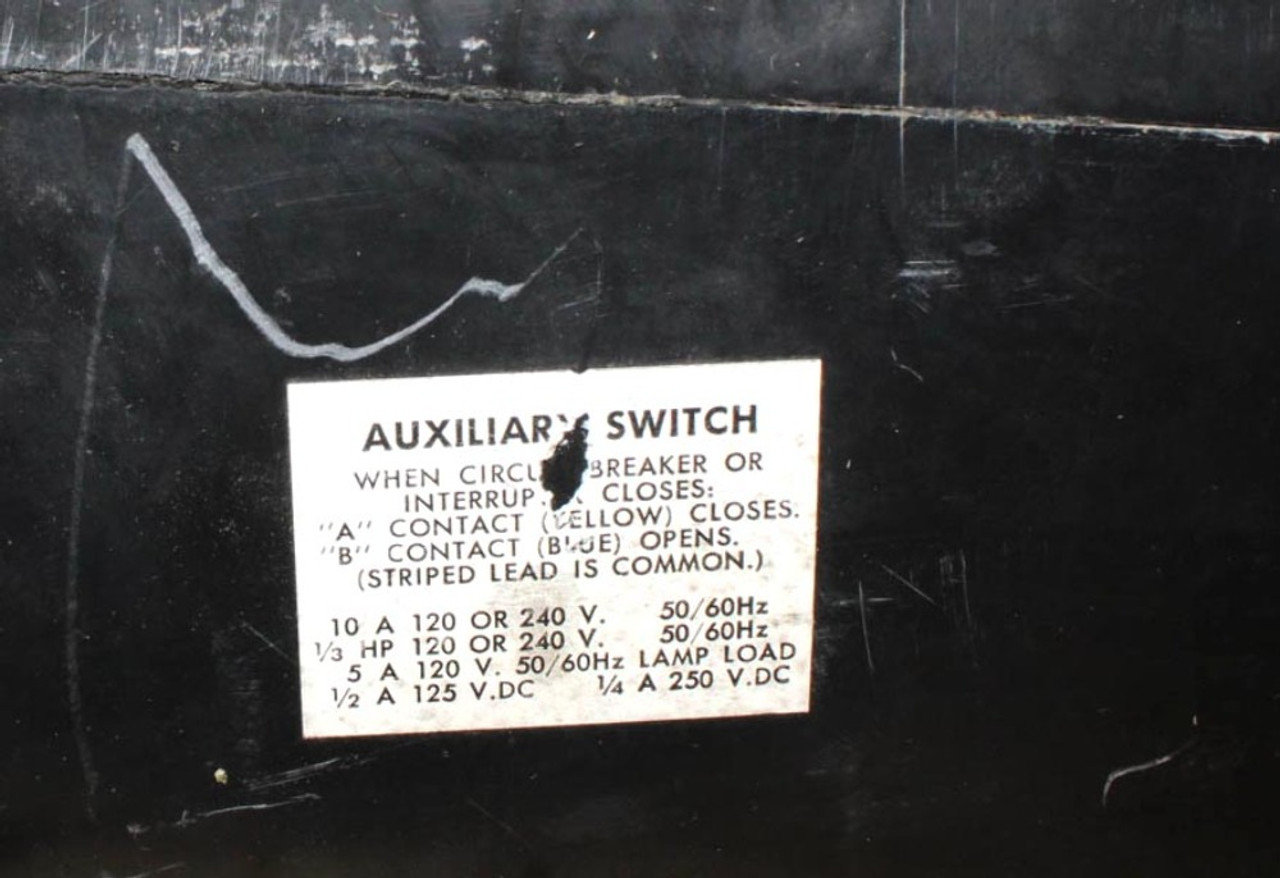 AUXILIARY SWITCH
WHEN CIRCU BREAKER OR
INTERRUP CLOSES:
"A" CONTACT (YELLOW) CLOSES.
"B" CONTACT (BLUE) OPENS.
(STRIPED LEAD IS COMMON.)
10 A 120 OR 240 V. 50/60Hz
1/3 HP 120 OR 240 V. 50/60Hz
5 A 120 V. 50/60Hz LAMP LOAD
1/2 A 125 V.DC 1/4 A 250 V.DC